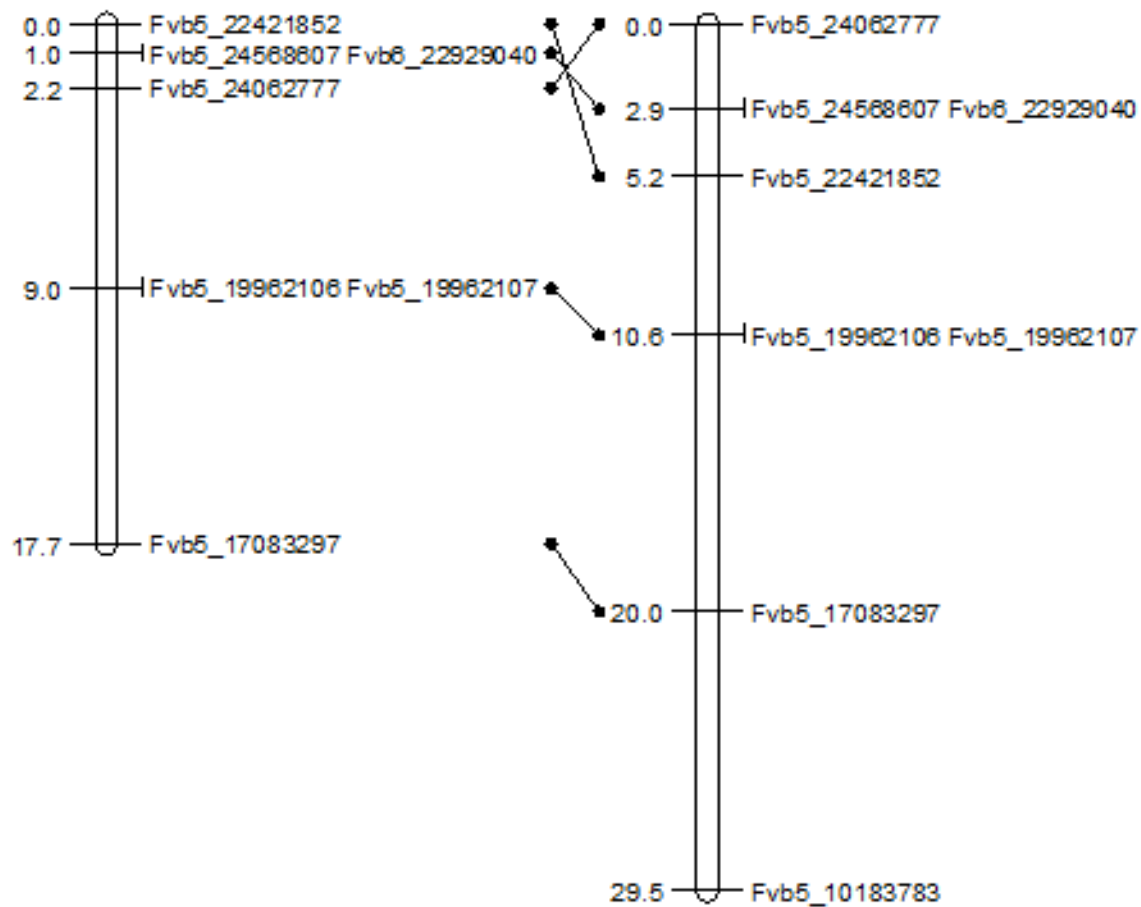 0.0 Fvb5_22421852
1.0 Fvb5_24568607 Fvb6_22929040
2.2 Fvb5_24062777
9.0 Fvb5_19962106 Fvb5_19962107
17.7 Fvb5_17083297
0.0 Fvb5_24062777
2.9 Fvb5_24568607 Fvb6_22929040
5.2 Fvb5_22421852
10.6 Fvb5_19962106 Fvb5_19962107
20.0 Fvb5_17083297
29.5 Fvb5_10183783